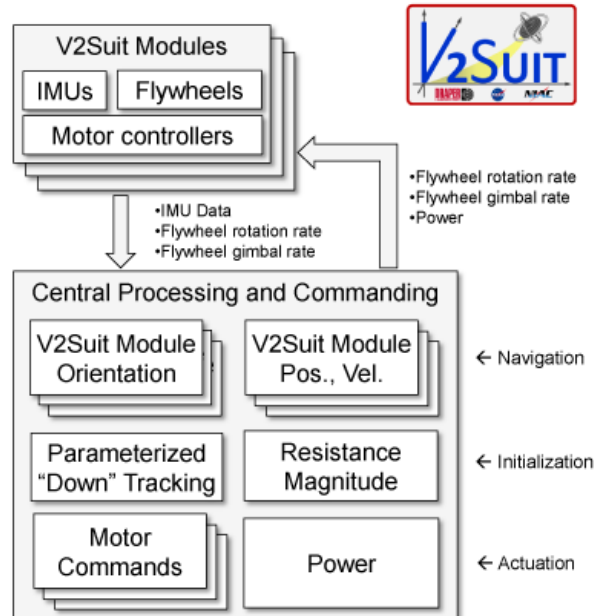 V2Suit Modules
IMUs
Flywheels
Motor controllers
V2SUIT
DRAPER
•Flywheel rotation rate
•Flywheel gimbal rate
•Power
•IMU Data
•Flywheel rotation rate
•Flywheel gimbal rate
Central Processing and Commanding
V2Suit Module
Orientation
V2Suit Module
Pos., Vel.
← Navigation
Parameterized
“Down” Tracking
Resistance
Magnitude
← Initialization
Motor
Commands
Power
← Actuation